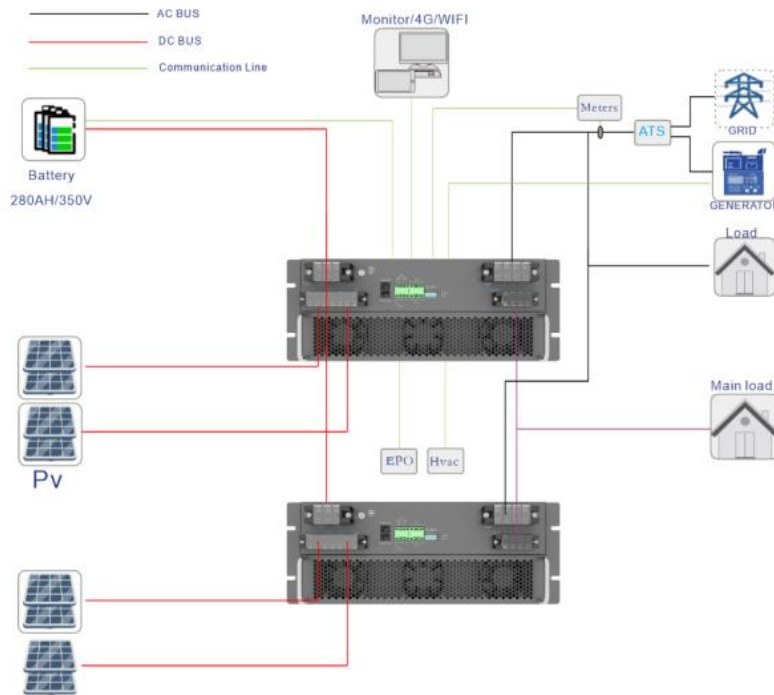 AC BUS
DC BUS
Communication Line
Monitor/4G/WIFI
Meters
ATS
GRID
GENERATOR
Battery
280AH/350V
Load
Main load
EPO
Hvac
Pv